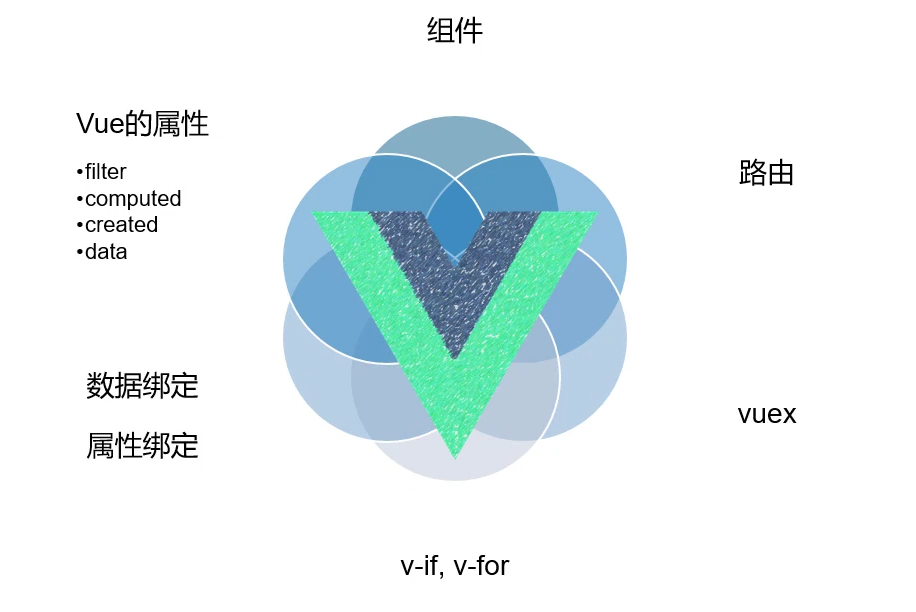 组件
Vue的属性
•filter
•computed
•created
•data
路由
数据绑定
属性绑定
vuex
v-if, v-for